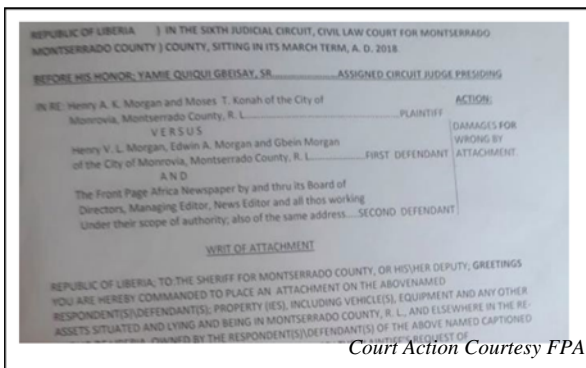 REPUBLIC OF LIBERIA ) IN THE SIXTH JUDICIAL CIRCUIT, CIVIL LAW COURT FOR MONTSERRADO
MONTSERRADO COUNTY ) COUNTY, SITTING IN ITS MARCH TERM, A. D. 2018
BEFORE HIS HONOR; YAMIE QUIQUI GBEISAY, SR...................ASSIGNED CIRCUIT JUDGE PRESIDING
IN RE: Henry A. K. Morgan and Moses T. Konah of the City of ACTION:
Monrovia, Montserrado County, R. L............................PLAINTIFF
VERSUS DAMAGES FOR
Henry V. L. Morgan, Edwin A. Morgan and Gbein Morgan WRONG BY
of the City of Monrovia, Montserrado County, R. L...............FIRST DEFENDANT ATTACHMENT.
AND
The Front Page Africa Newspaper by and thru its Board of
Directors, Managing Editor, News Editor and all thos working
Under their scope of authority; also of the same address.....SECOND DEFENDANT
WRIT OF ATTACHMENT
REPUBLIC OF LIBERIA; TO THE SHERIFF FOR MONTSERRADO COUNTY, OR HIS\HER DEPUTY, GREETINGS
YOU ARE HEREBY COMMANDED TO PLACE AN ATTACHMENT ON THE ABOVENAMED
RESPONDENT(S)\DEFENDANT(S); PROPERTY (IES), INCLUDING VEHICLE(S), EQUIPMENT AND ANY OTHER
ASSETS SITUATED AND LYING AND BEING IN MONTSERRADO COUNTY, R. L., AND ELSEWHERE IN THE RE-
OWNED BY THE RESPONDENT(S)\DEFENDANT(S) OF THE ABOVE NAMED CAPTIONED
REQUEST OF
Court Action Courtesy FPA